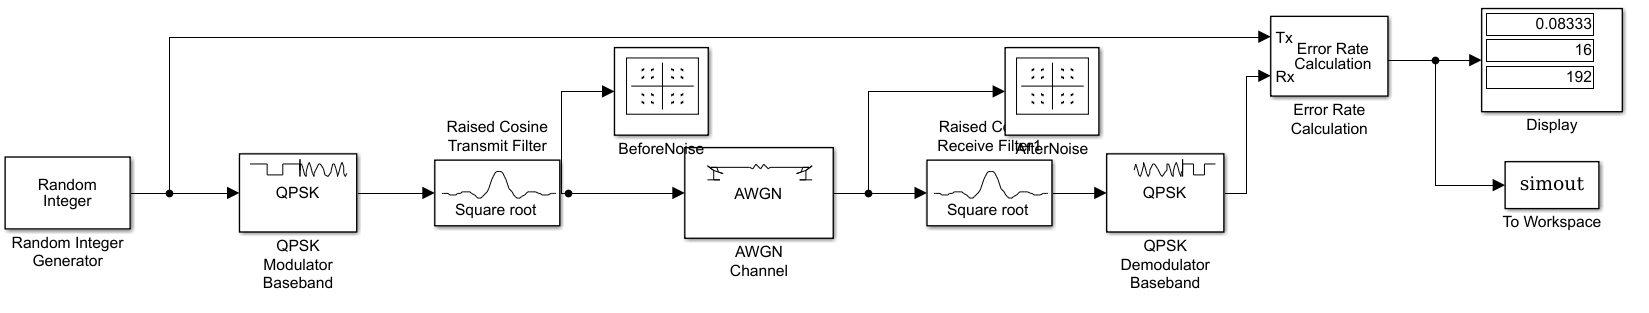 Random
Integer
Random Integer
Generator
QPSK
QPSK
Modulator
Baseband
Raised Cosine
Transmit Filter
Square root
BeforeNoise
AWGN
AWGN
Channel
Raised Co
Receive Filter1
AfterNoise
Square root
QPSK
QPSK
Demodulator
Baseband
Tx
Rx
Error Rate
Calculation
Error Rate
Calculation
0.08333
16
192
Display
simout
To Workspace